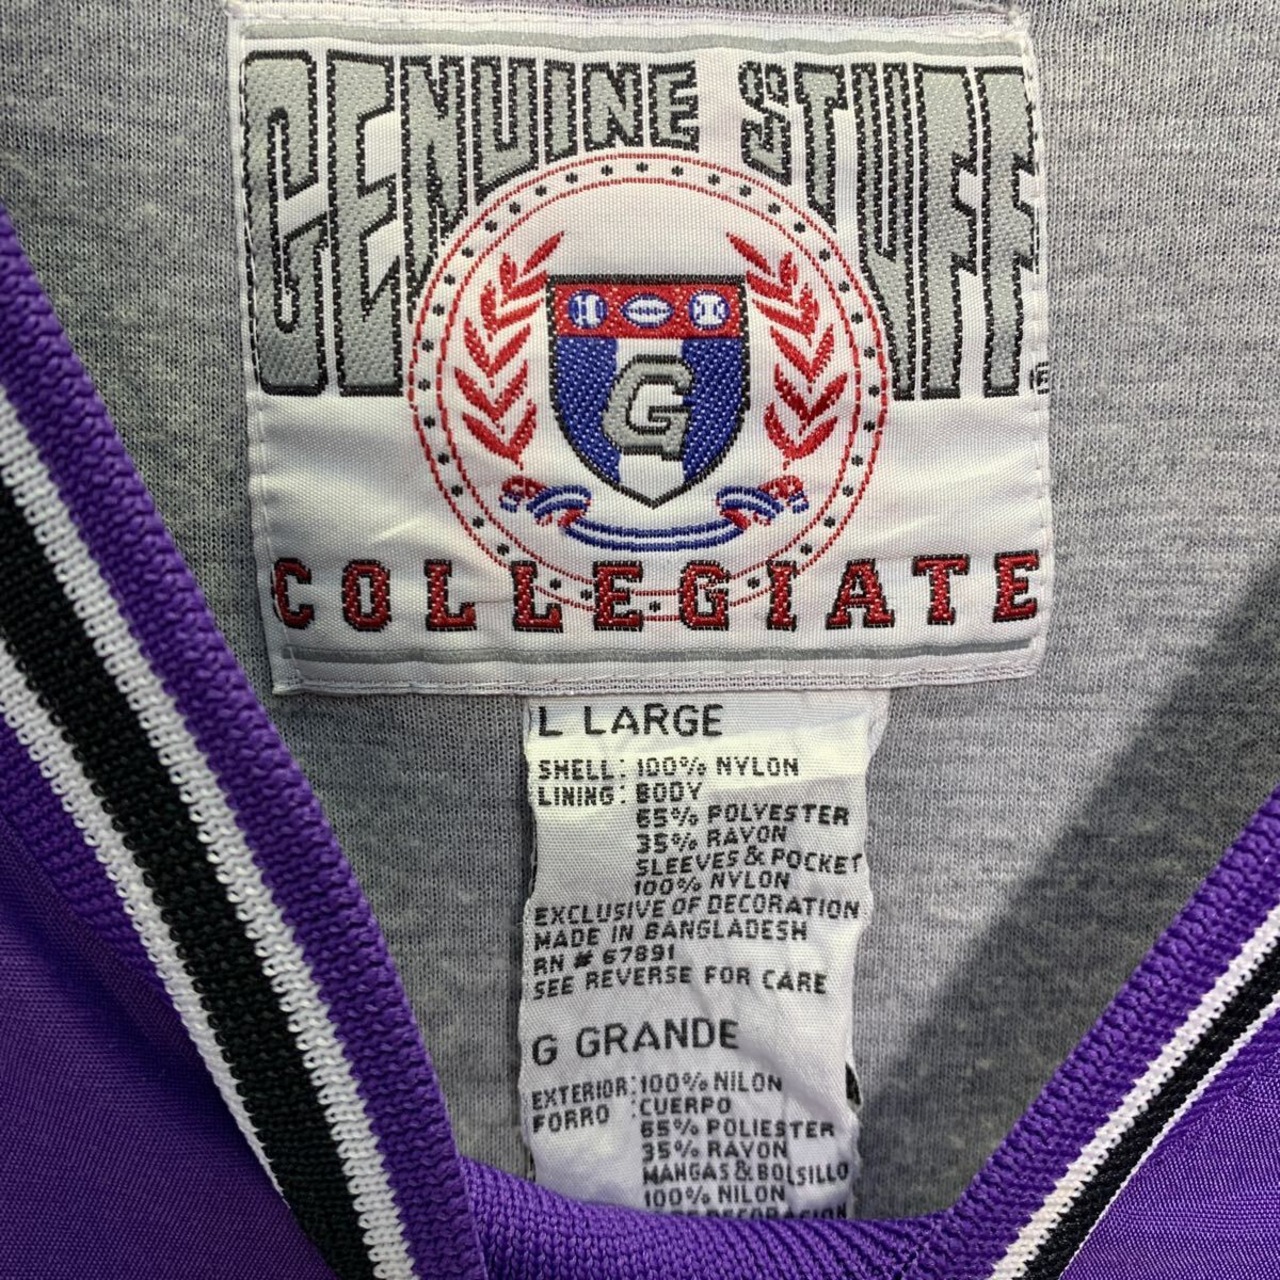 GENUINE STUFF
G
COLLEGIATE
L LARGE
SHELL: 100% NYLON
LINING: BODY
65% POLYESTER
35% RAYON
SLEEVES & POCKET
100% NYLON
EXCLUSIVE OF DECORATION
MADE IN BANGLADESH
RN # 67891
SEE REVERSE FOR CARE
G GRANDE
EXTERIOR: 100% NILON
FORRO : CUERPO
65% POLIESTER
35% RAYON
MANGAS & BOLSILLO
100% NILON
DECORACION